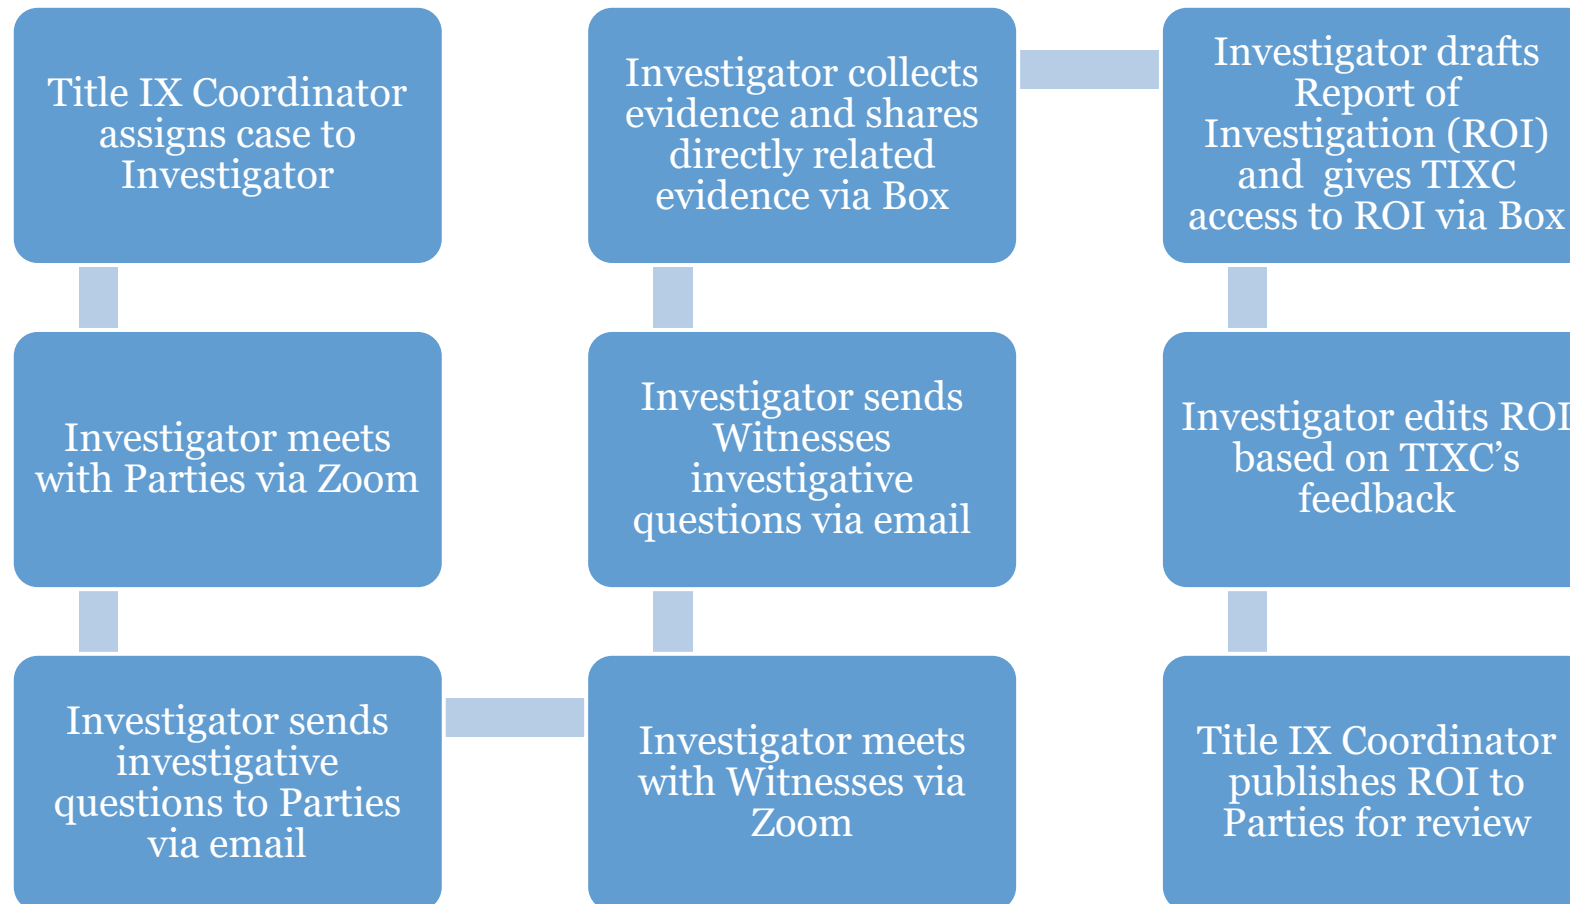 Title IX Coordinator
assigns case to
Investigator
Investigator meets
with Parties via Zoom
Investigator sends
investigative
questions to Parties
via email
Investigator meets
with Witnesses via
Zoom
Investigator sends
Witnesses
investigative
questions via email
Investigator collects
evidence and shares
directly related
evidence via Box
Investigator drafts
Report of
Investigation (ROI)
and  gives TIXC
access to ROI via Box
Investigator edits ROI
based on TIXC’s
feedback
Title IX Coordinator
publishes ROI to
Parties for review